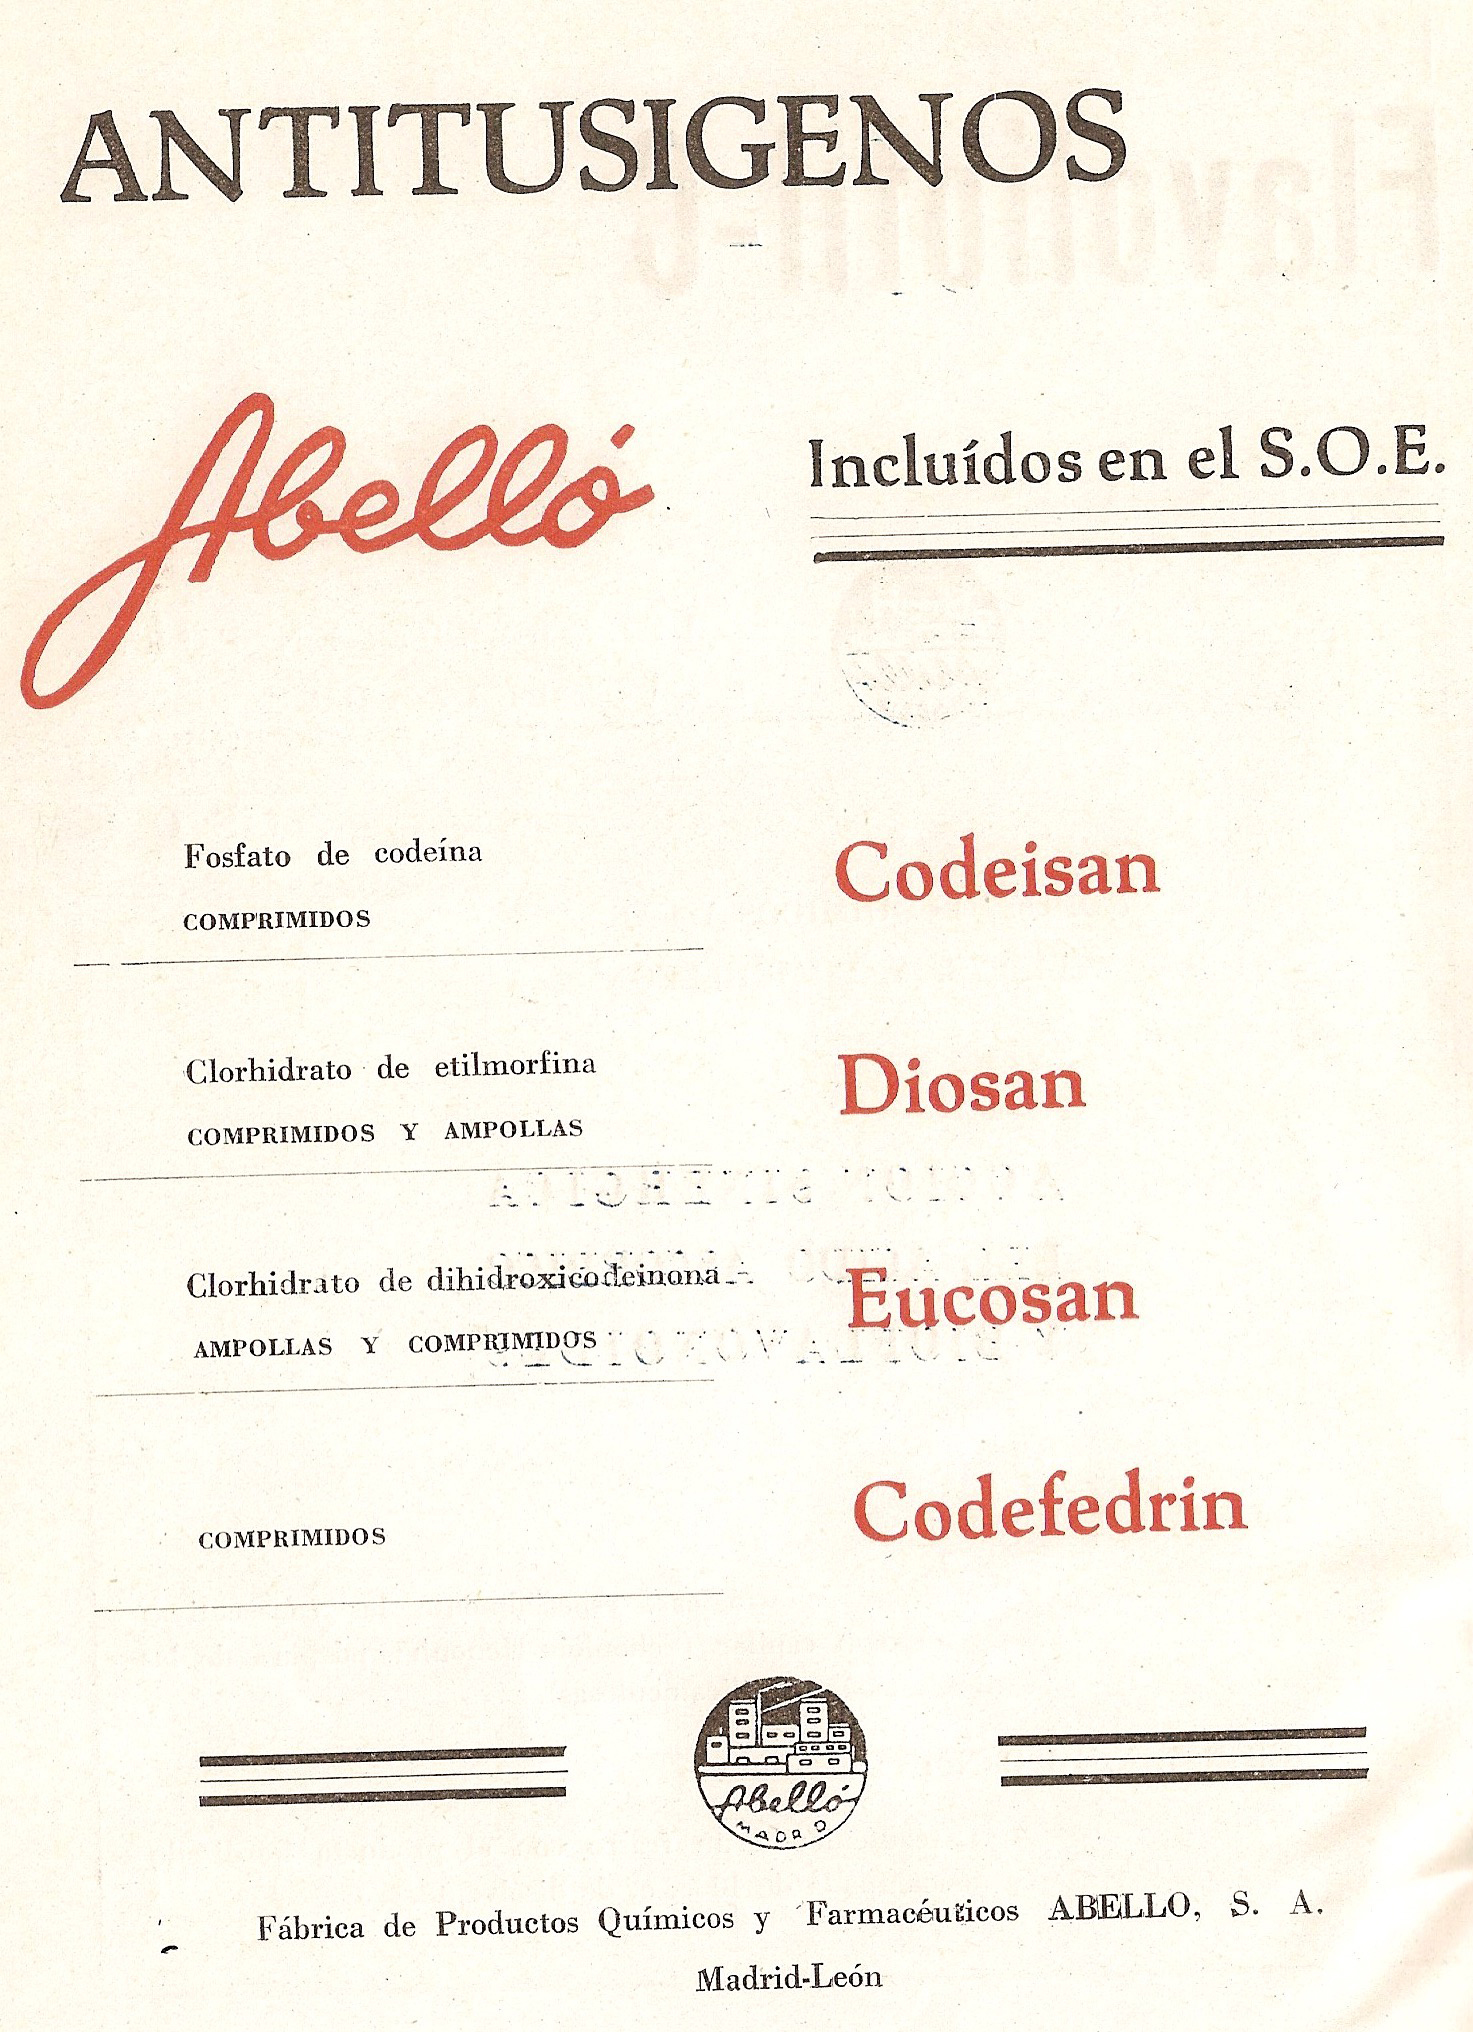 ANTITUSIGENOS
Abelló
Incluídos en el S.O.E.
Fosfato de codeína
COMPRIMIDOS
Codeisan
Clorhidrato de etilmorfina
COMPRIMIDOS Y AMPOLLAS
Diosan
Clorhidrato de dihidroxicodeinona
AMPOLLAS Y COMPRIMIDOS
Eucosan
COMPRIMIDOS
Codefedrin
Abelló
MADRID
Fábrica de Productos Químicos y Farmacéuticos ABELLO, S. A.
Madrid-León